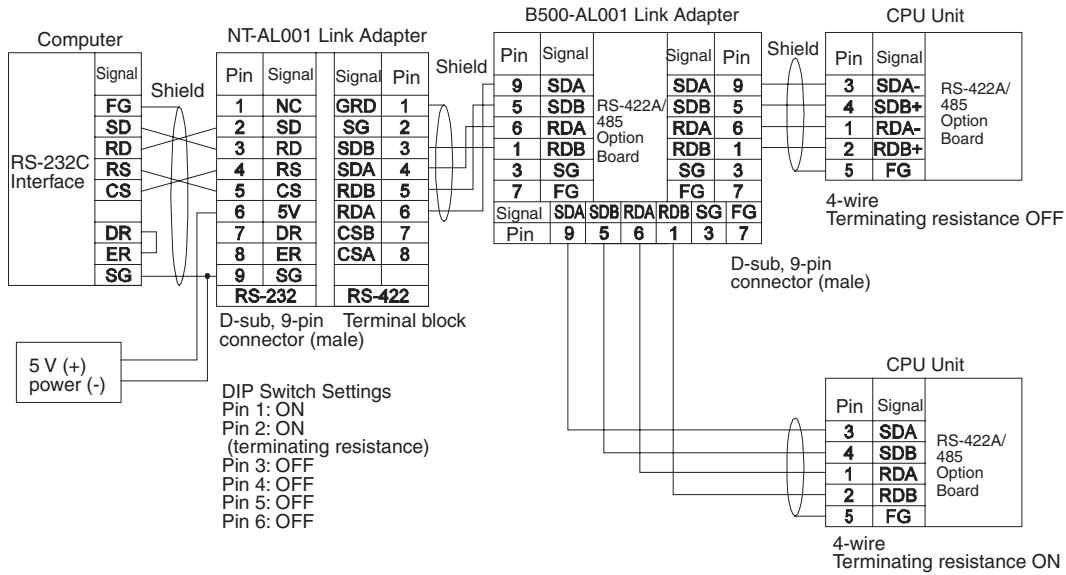 B500-AL001 Link Adapter
CPU Unit
Computer
NT-AL001 Link Adapter
Signal
FG
SD
RD
RS
CS
DR
ER
SG
RS-232C
Interface
Shield
Pin Signal
1 NC
2 SD
3 RD
4 RS
5 CS
6 5V
7 DR
8 ER
9 SG
RS-232
Signal Pin
GRD 1
SG 2
SDB 3
SDA 4
RDB 5
RDA 6
CSB 7
CSA 8
RS-422
D-sub, 9-pin
connector (male)
Terminal block
Shield
Pin Signal
9 SDA
5 SDB
6 RDA
1 RDB
3 SG
7 FG
RS-422A/
485
Option
Board
Signal Pin
SDA 9
SDB 5
RDA 6
RDB 1
SG 3
FG 7
Signal SDA SDB RDA RDB SG FG
Pin 9 5 6 1 3 7
D-sub, 9-pin
connector (male)
Shield
Pin Signal
3 SDA-
4 SDB+
1 RDA-
2 RDB+
5 FG
RS-422A/
485
Option
Board
4-wire
Terminating resistance OFF
5 V (+)
power (-)
DIP Switch Settings
Pin 1: ON
Pin 2: ON
(terminating resistance)
Pin 3: OFF
Pin 4: OFF
Pin 5: OFF
Pin 6: OFF
CPU Unit
Pin Signal
3 SDA
4 SDB
1 RDA
2 RDB
5 FG
RS-422A/
485
Option
Board
4-wire
Terminating resistance ON